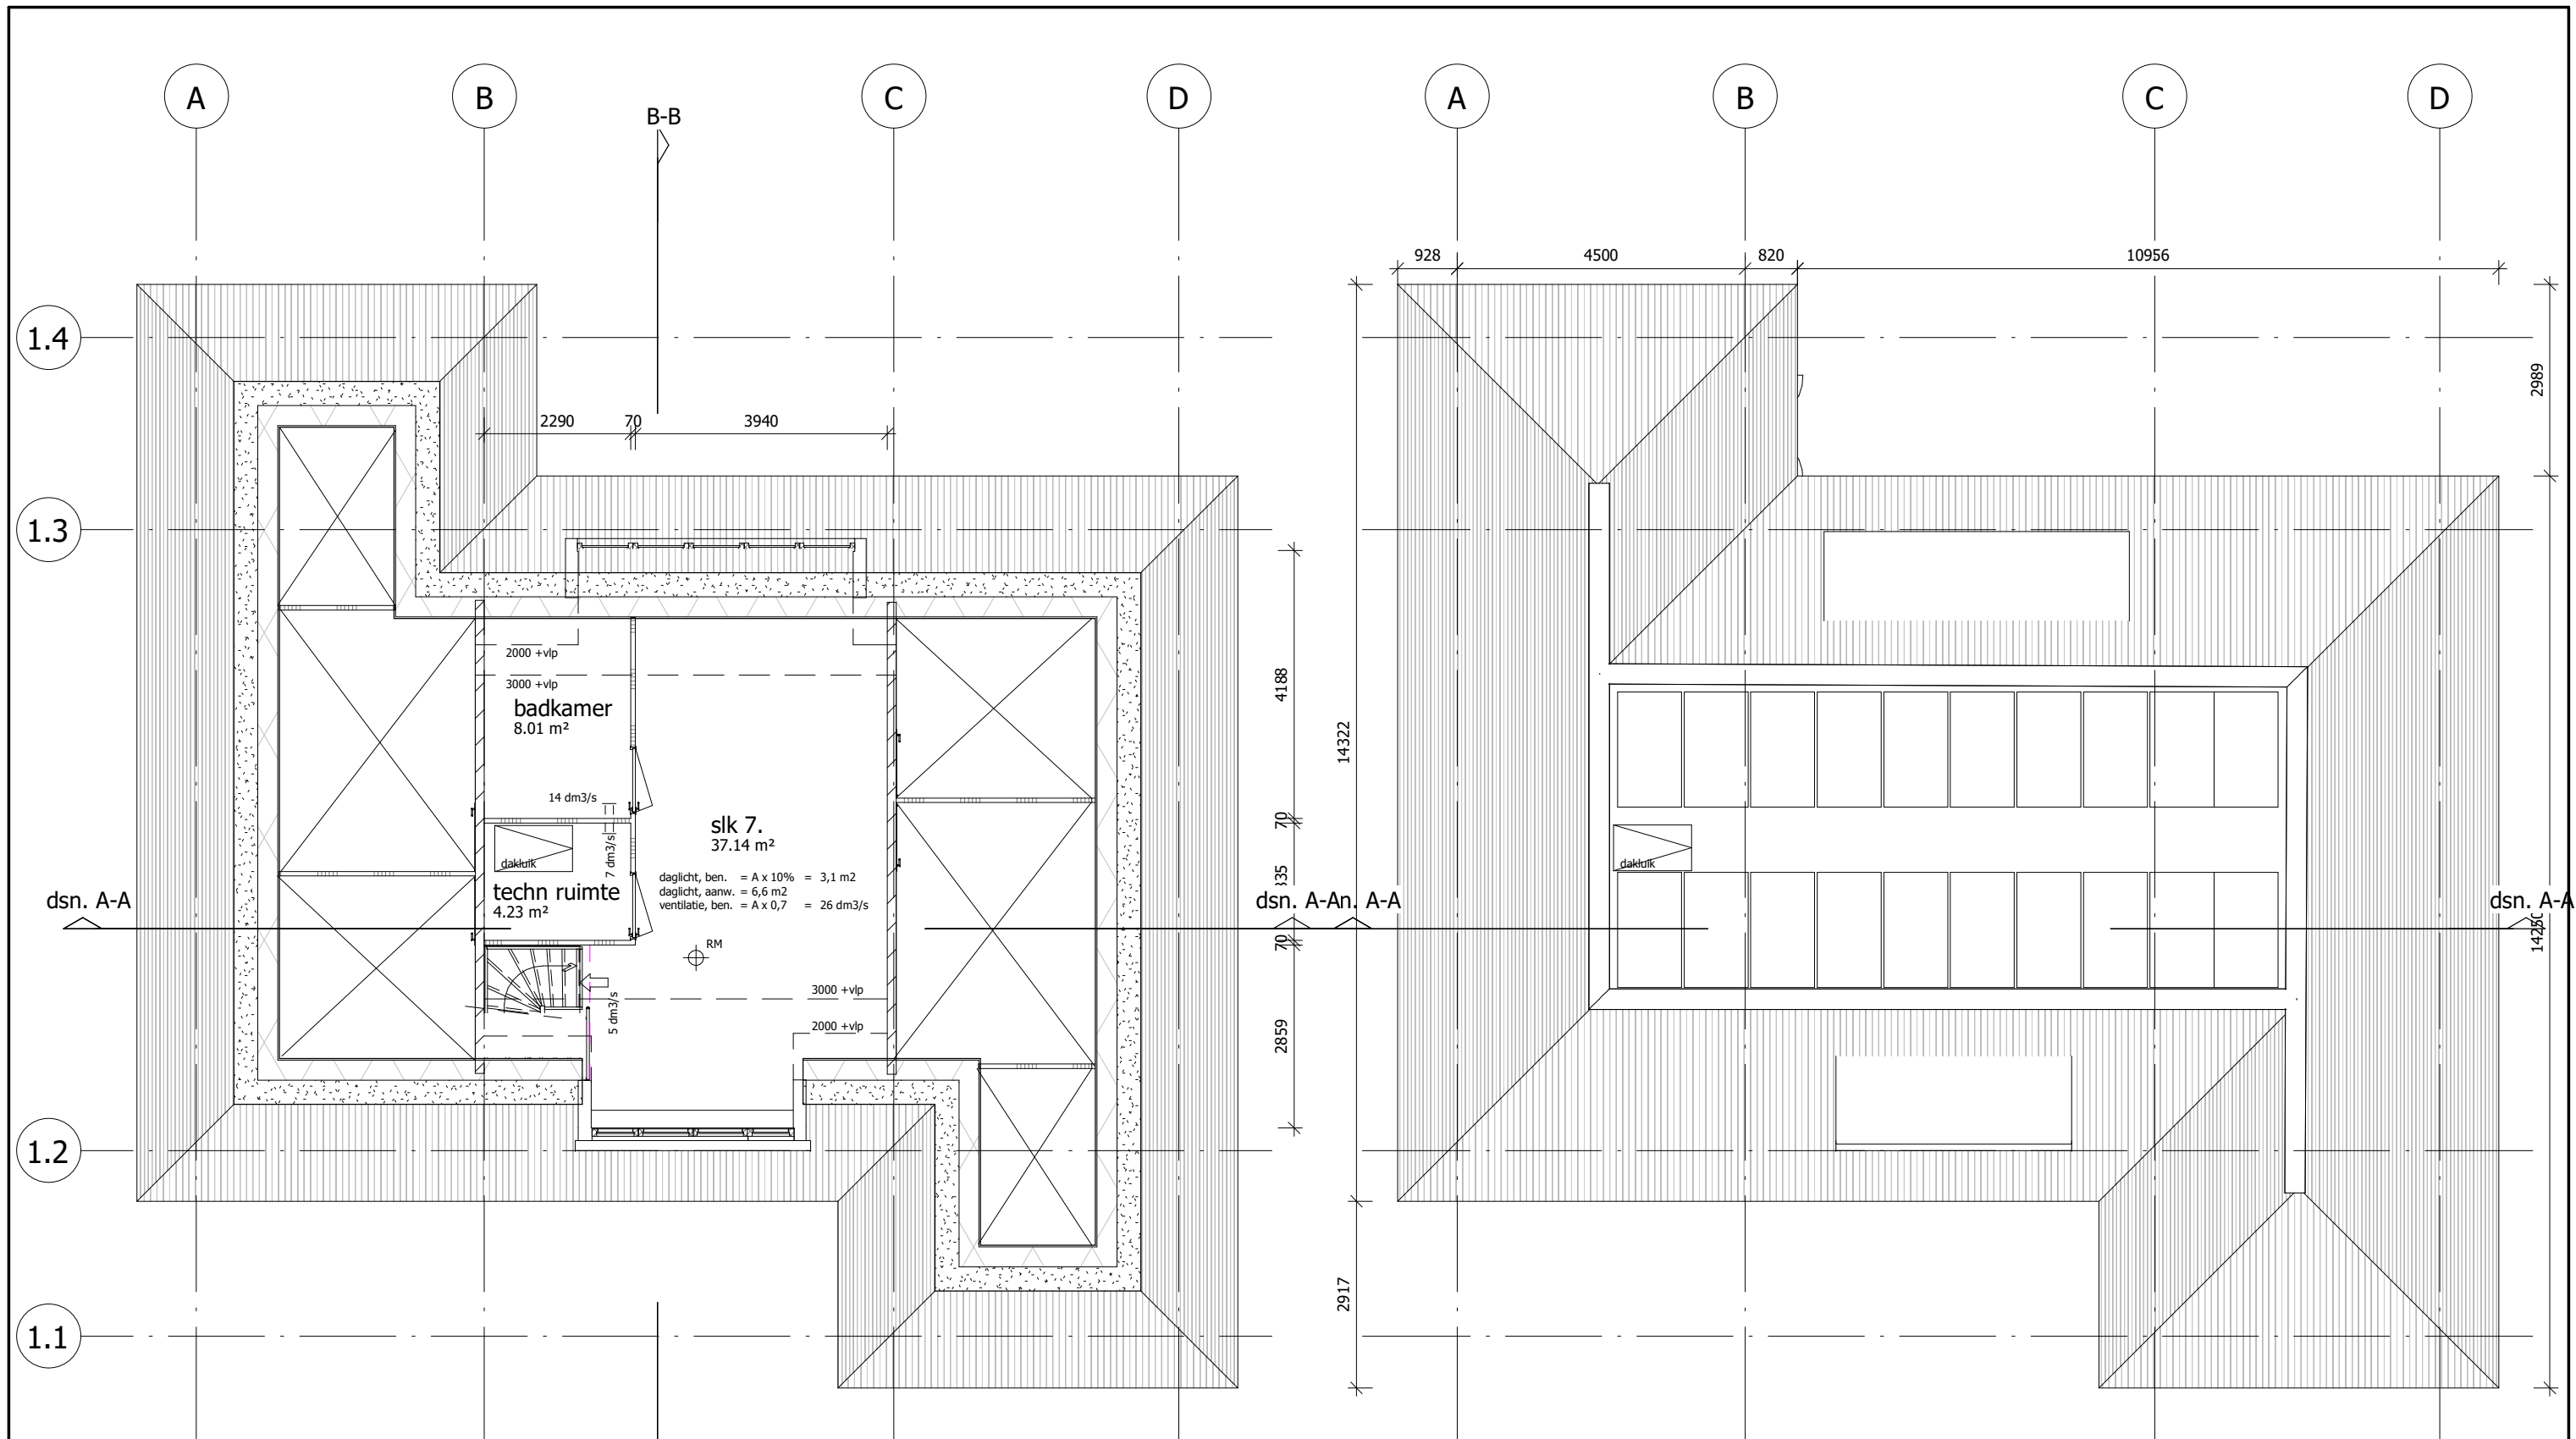 A
B
C
D
A
B
C
D
B-B
928
4500
820
10956
1.4
2989
2290
70
3940
1.3
2000 +vlp
3000 +vlp
badkamer
8.01 m²
4188
14322
14 dm3/s
7 dm3/s
dakluik
slk 7.
37.14 m²
70
dakluik
daglicht, ben. = A x 10% = 3,1 m2
daglicht, aanw. = 6,6 m2
ventilatie, ben. = A x 0,7 = 26 dm3/s
techn ruimte
4.23 m²
dsn. A-A
dsn. A-A
n. A-A
dsn. A-A
70
RM
3000 +vlp
5 dm3/s
2000 +vlp
2859
1.2
2917
1.1